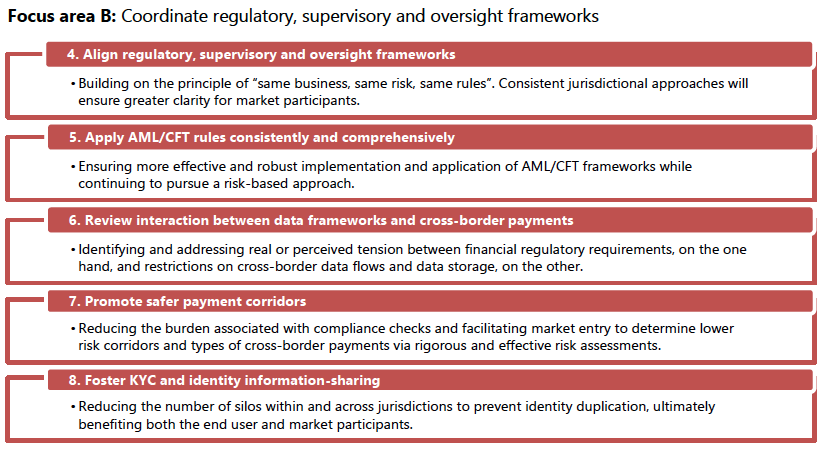 Focus area B: Coordinate regulatory, supervisory and oversight frameworks
4. Align regulatory, supervisory and oversight frameworks
• Building on the principle of “same business, same risk, same rules”. Consistent jurisdictional approaches will
ensure greater clarity for market participants.
5. Apply AML/CFT rules consistently and comprehensively
• Ensuring more effective and robust implementation and application of AML/CFT frameworks while
continuing to pursue a risk-based approach.
6. Review interaction between data frameworks and cross-border payments
• Identifying and addressing real or perceived tension between financial regulatory requirements, on the one
hand, and restrictions on cross-border data flows and data storage, on the other.
7. Promote safer payment corridors
• Reducing the burden associated with compliance checks and facilitating market entry to determine lower
risk corridors and types of cross-border payments via rigorous and effective risk assessments.
8. Foster KYC and identity information-sharing
• Reducing the number of silos within and across jurisdictions to prevent identity duplication, ultimately
benefiting both the end user and market participants.